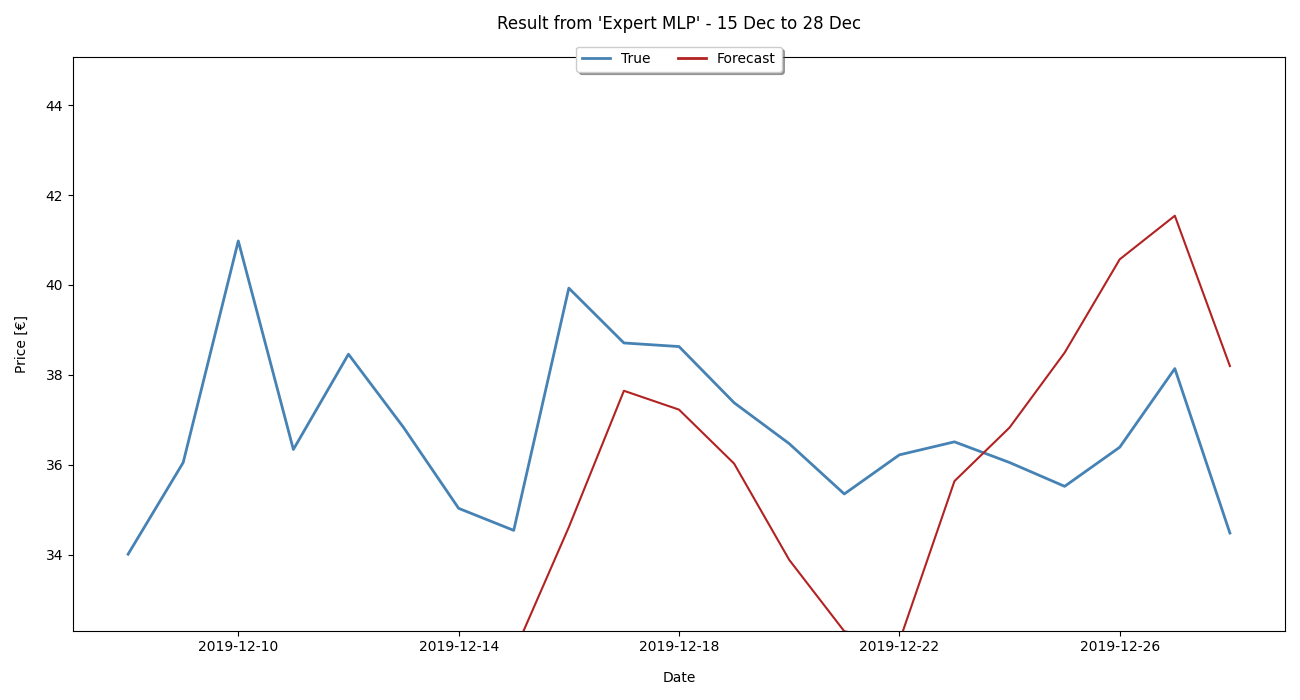 Result from 'Expert MLP' - 15 Dec to 28 Dec
True Forecast
44
42
40
38
36
34
Price [€]
2019-12-10 2019-12-14 2019-12-18 2019-12-22 2019-12-26
Date